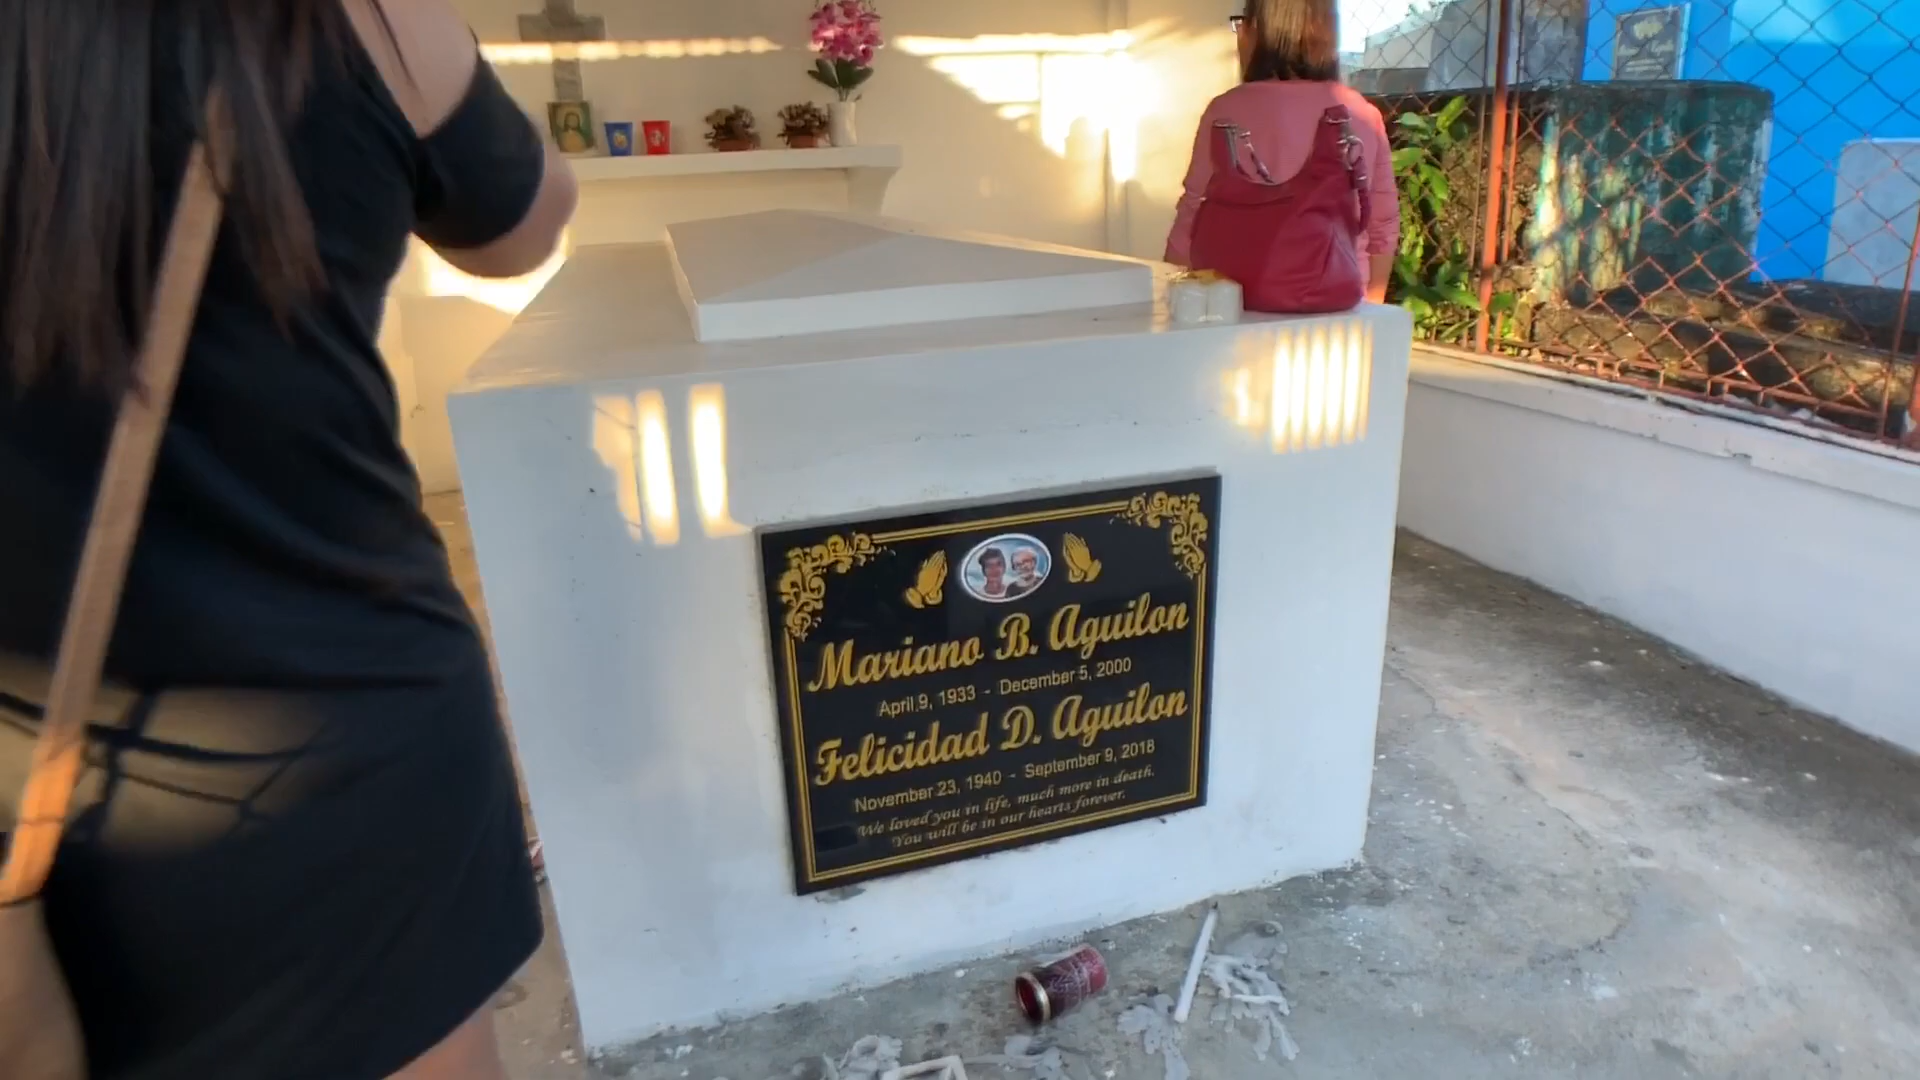 Mariano B. Aguilon
April 9, 1933 - December 5, 2000
Felicidad D. Aguilon
November 23, 1940 - September 9, 2018
We loved you in life, much more in death.
You will be in our hearts forever.